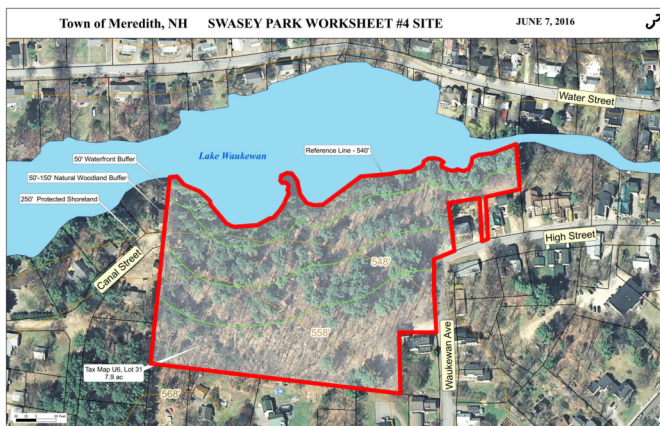 Town of Meredith, NH
SWASEY PARK WORKSHEET #4 SITE
JUNE 7, 2016
Water Street
Lake Waukewan
Reference Line - 540'
50' Waterfront Buffer
50'-150' Natural Woodland Buffer
250' Protected Shoreland
High Street
Canal Street
548'
558'
Waukewan Ave
Tax Map U6, Lot 31
7.9 ac
568'